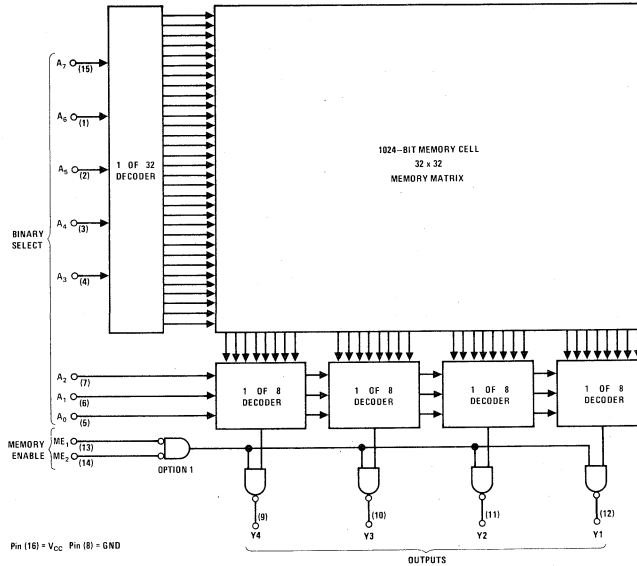 A7 (15)
A6 (1)
A5 (2)
A4 (3)
A3 (4)
BINARY
SELECT
1 OF 32
DECODER
1024-BIT MEMORY CELL
32 x 32
MEMORY MATRIX
A2 (7)
A1 (6)
A0 (5)
1 OF 8
DECODER
1 OF 8
DECODER
1 OF 8
DECODER
1 OF 8
DECODER
MEMORY
ENABLE
ME1 (13)
ME2 (14)
OPTION 1
(9)
(10)
(11)
(12)
Y4
Y3
Y2
Y1
Pin (16) = VCC Pin (8) = GND
OUTPUTS